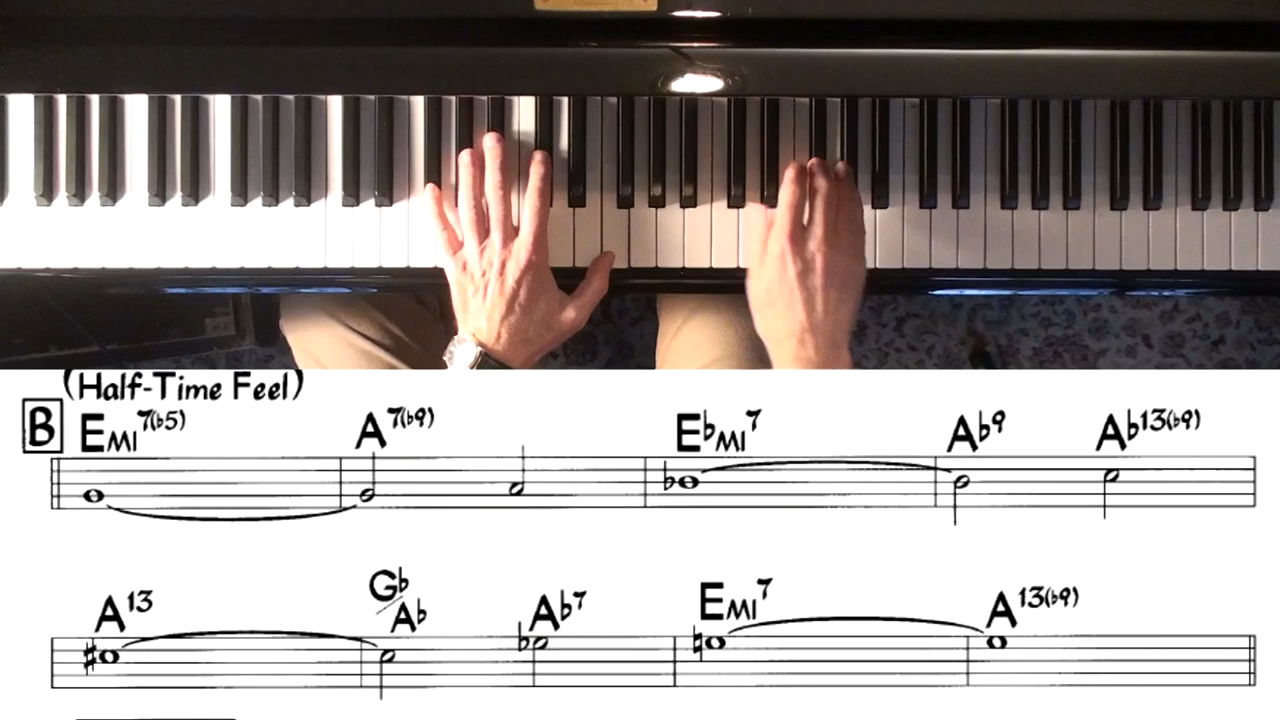 (Half-Time Feel)
B EMI7(b5) A7(b9) EbMI7 Ab9 Ab13(b9)
A13 Gb/Ab Ab7 EMI7 A13(b9)